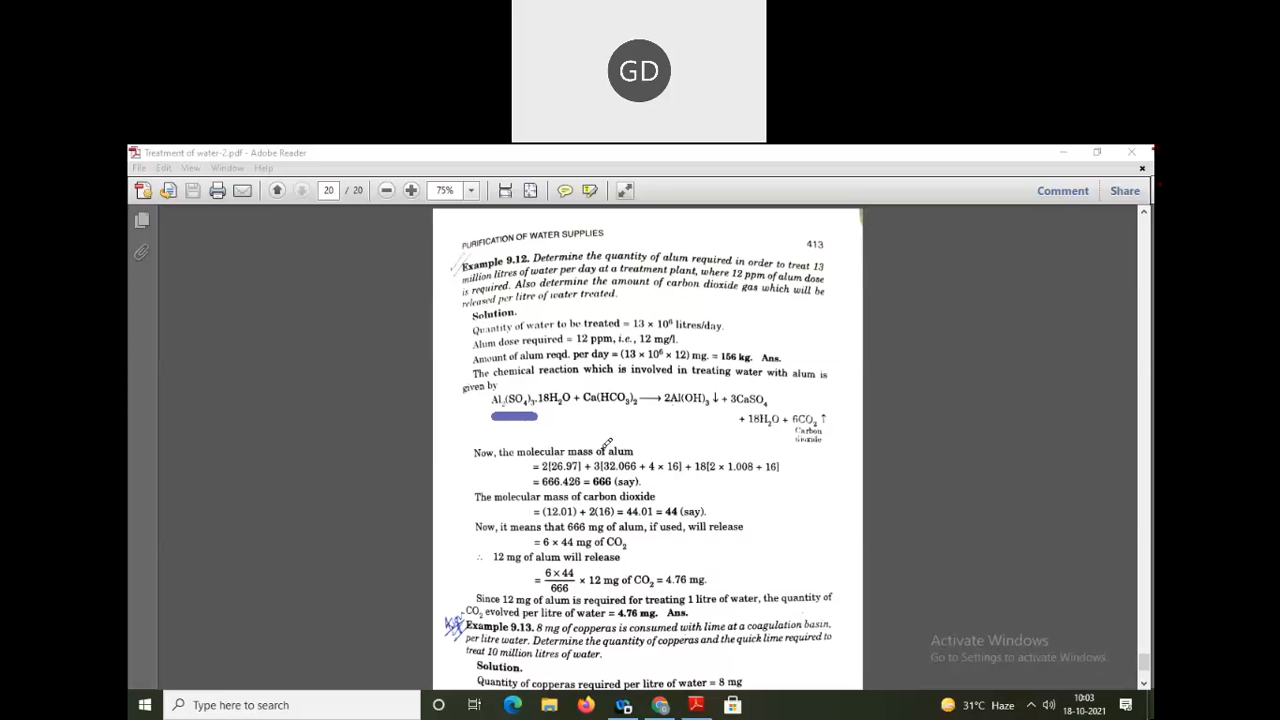 GD
Treatment of water-2.pdf - Adobe Reader
File Edit View Window Help
20 / 20 75% Comment Share
PURIFICATION OF WATER SUPPLIES 413
Example 9.12. Determine the quantity of alum required in order to treat 13
million litres of water per day at a treatment plant, where 12 ppm of alum dose
is required. Also determine the amount of carbon dioxide gas which will be
released per litre of water treated.
Solution.
Quantity of water to be treated = 13 × 10⁶ litres/day.
Alum dose required = 12 ppm, i.e., 12 mg/l.
Amount of alum reqd. per day = (13 × 10⁶ × 12) mg. = 156 kg. Ans.
The chemical reaction which is involved in treating water with alum is
given by
Al₂(SO₄)₃.18H₂O + Ca(HCO₃)₂ ⟶ 2Al(OH)₃ ↓ + 3CaSO₄
+ 18H₂O + 6CO₂ ↑
Carbon
dioxide
Now, the molecular mass of alum
= 2[26.97] + 3[32.066 + 4 × 16] + 18[2 × 1.008 + 16]
= 666.426 = 666 (say).
The molecular mass of carbon dioxide
= (12.01) + 2(16) = 44.01 = 44 (say).
Now, it means that 666 mg of alum, if used, will release
= 6 × 44 mg of CO₂
∴ 12 mg of alum will release
= 6 × 44 / 666 × 12 mg of CO₂ = 4.76 mg.
Since 12 mg of alum is required for treating 1 litre of water, the quantity of
CO₂ evolved per litre of water = 4.76 mg. Ans.
Example 9.13. 8 mg of copperas is consumed with lime at a coagulation basin,
per litre water. Determine the quantity of copperas and the quick lime required to
treat 10 million litres of water.
Solution.
Quantity of copperas required per litre of water = 8 mg
Activate Windows
Go to Settings to activate Windows.
Type here to search
31°C Haze
10:03
18-10-2021